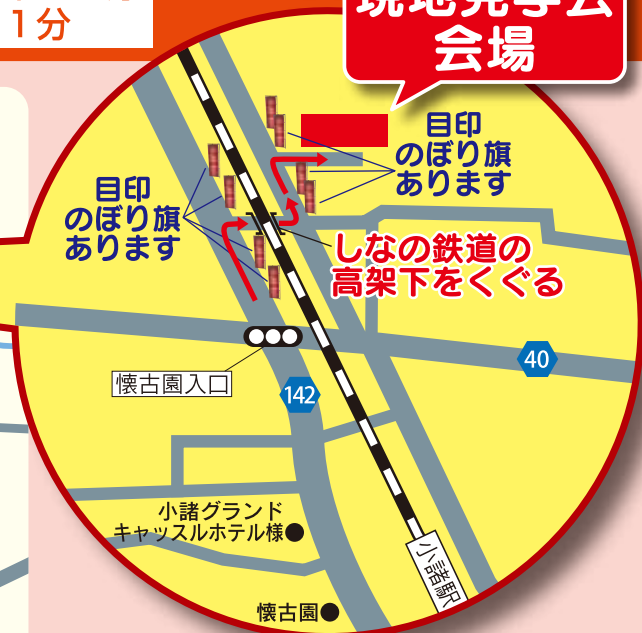 1分
現地見学会
会場
目印
のぼり旗
あります
目印
のぼり旗
あります
しなの鉄道の
高架下をくぐる
40
懐古園入口
142
小諸グランド
キャッスルホテル様
小諸駅
懐古園